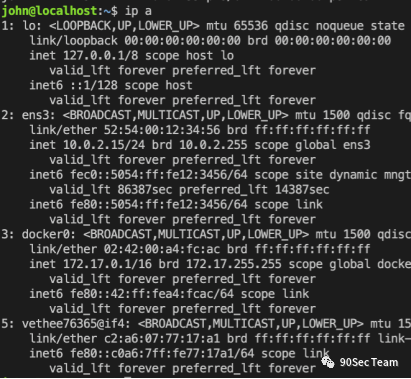 john@localhost:~$ ip a
1: lo: <LOOPBACK,UP,LOWER_UP> mtu 65536 qdisc noqueue state
link/loopback 00:00:00:00:00:00 brd 00:00:00:00:00:00
inet 127.0.0.1/8 scope host lo
valid_lft forever preferred_lft forever
inet6 ::1/128 scope host
valid_lft forever preferred_lft forever
2: ens3: <BROADCAST,MULTICAST,UP,LOWER_UP> mtu 1500 qdisc fq
link/ether 52:54:00:12:34:56 brd ff:ff:ff:ff:ff:ff
inet 10.0.2.15/24 brd 10.0.2.255 scope global ens3
valid_lft forever preferred_lft forever
inet6 fec0::5054:ff:fe12:3456/64 scope site dynamic mngt
valid_lft 86387sec preferred_lft 14387sec
inet6 fe80::5054:ff:fe12:3456/64 scope link
valid_lft forever preferred_lft forever
3: docker0: <BROADCAST,MULTICAST,UP,LOWER_UP> mtu 1500 qdisc
link/ether 02:42:00:a4:fc:ac brd ff:ff:ff:ff:ff:ff
inet 172.17.0.1/16 brd 172.17.255.255 scope global docke
valid_lft forever preferred_lft forever
inet6 fe80::42:ff:fea4:fcac/64 scope link
valid_lft forever preferred_lft forever
5: vethee76365@if4: <BROADCAST,MULTICAST,UP,LOWER_UP> mtu 15
link/ether c2:a6:07:77:17:a1 brd ff:ff:ff:ff:ff:ff link-
inet6 fe80::c0a6:7ff:fe77:17a1/64 scope link
valid_lft forever preferred_lft forever
90Sec Team